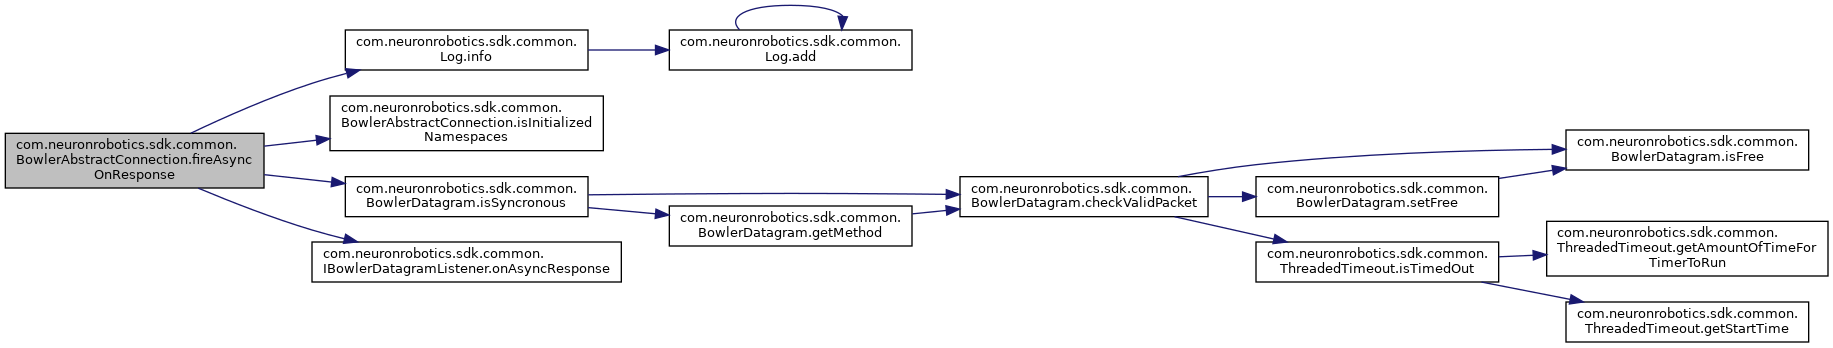 com.neuronrobotics.sdk.common.
BowlerAbstractConnection.fireAsync
OnResponse
com.neuronrobotics.sdk.common.
Log.info
com.neuronrobotics.sdk.common.
Log.add
com.neuronrobotics.sdk.common.
BowlerAbstractConnection.isInitialized
Namespaces
com.neuronrobotics.sdk.common.
BowlerDatagram.isSyncronous
com.neuronrobotics.sdk.common.
IBowlerDatagramListener.onAsyncResponse
com.neuronrobotics.sdk.common.
BowlerDatagram.getMethod
com.neuronrobotics.sdk.common.
BowlerDatagram.checkValidPacket
com.neuronrobotics.sdk.common.
BowlerDatagram.isFree
com.neuronrobotics.sdk.common.
BowlerDatagram.setFree
com.neuronrobotics.sdk.common.
ThreadedTimeout.isTimedOut
com.neuronrobotics.sdk.common.
ThreadedTimeout.getAmountOfTimeFor
TimerToRun
com.neuronrobotics.sdk.common.
ThreadedTimeout.getStartTime